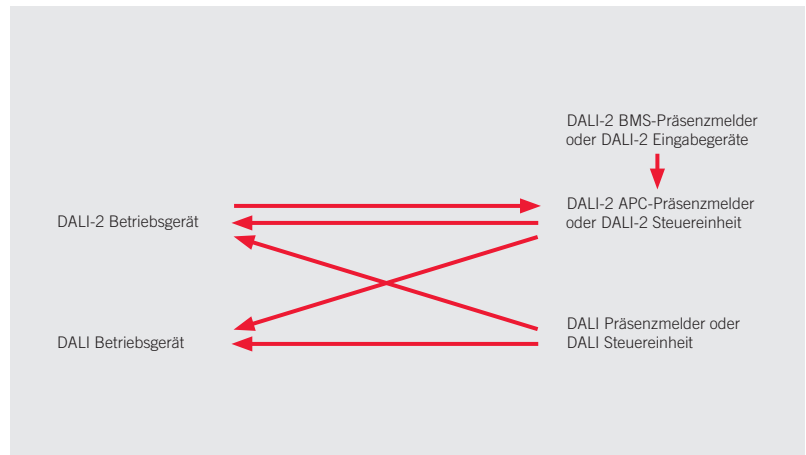 DALI-2 BMS-Präsenzmelder
oder DALI-2 Eingabegeräte
DALI-2 Betriebsgerät
DALI-2 APC-Präsenzmelder
oder DALI-2 Steuereinheit
DALI Betriebsgerät
DALI Präsenzmelder oder
DALI Steuereinheit